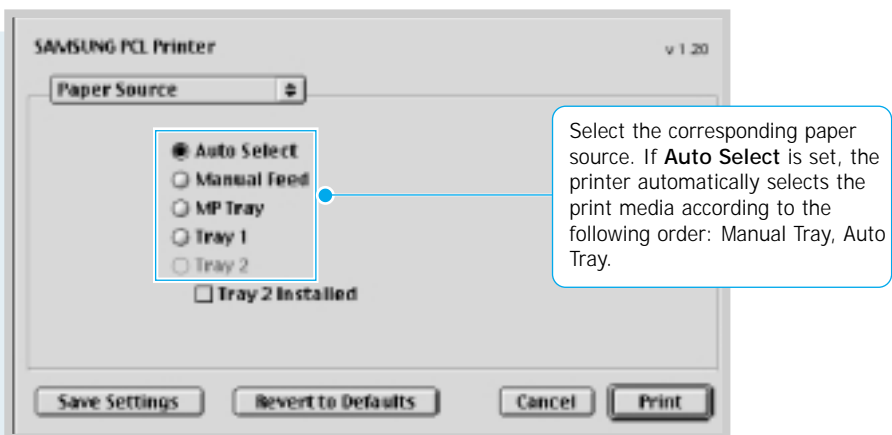 SAMSUNG PCL Printer
v 1.20
Paper Source
Auto Select
Manual Feed
MP Tray
Tray 1
Tray 2
Tray 2 Installed
Select the corresponding paper
source. If Auto Select is set, the
printer automatically selects the
print media according to the
following order: Manual Tray, Auto
Tray.
Save Settings
Revert to Defaults
Cancel
Print